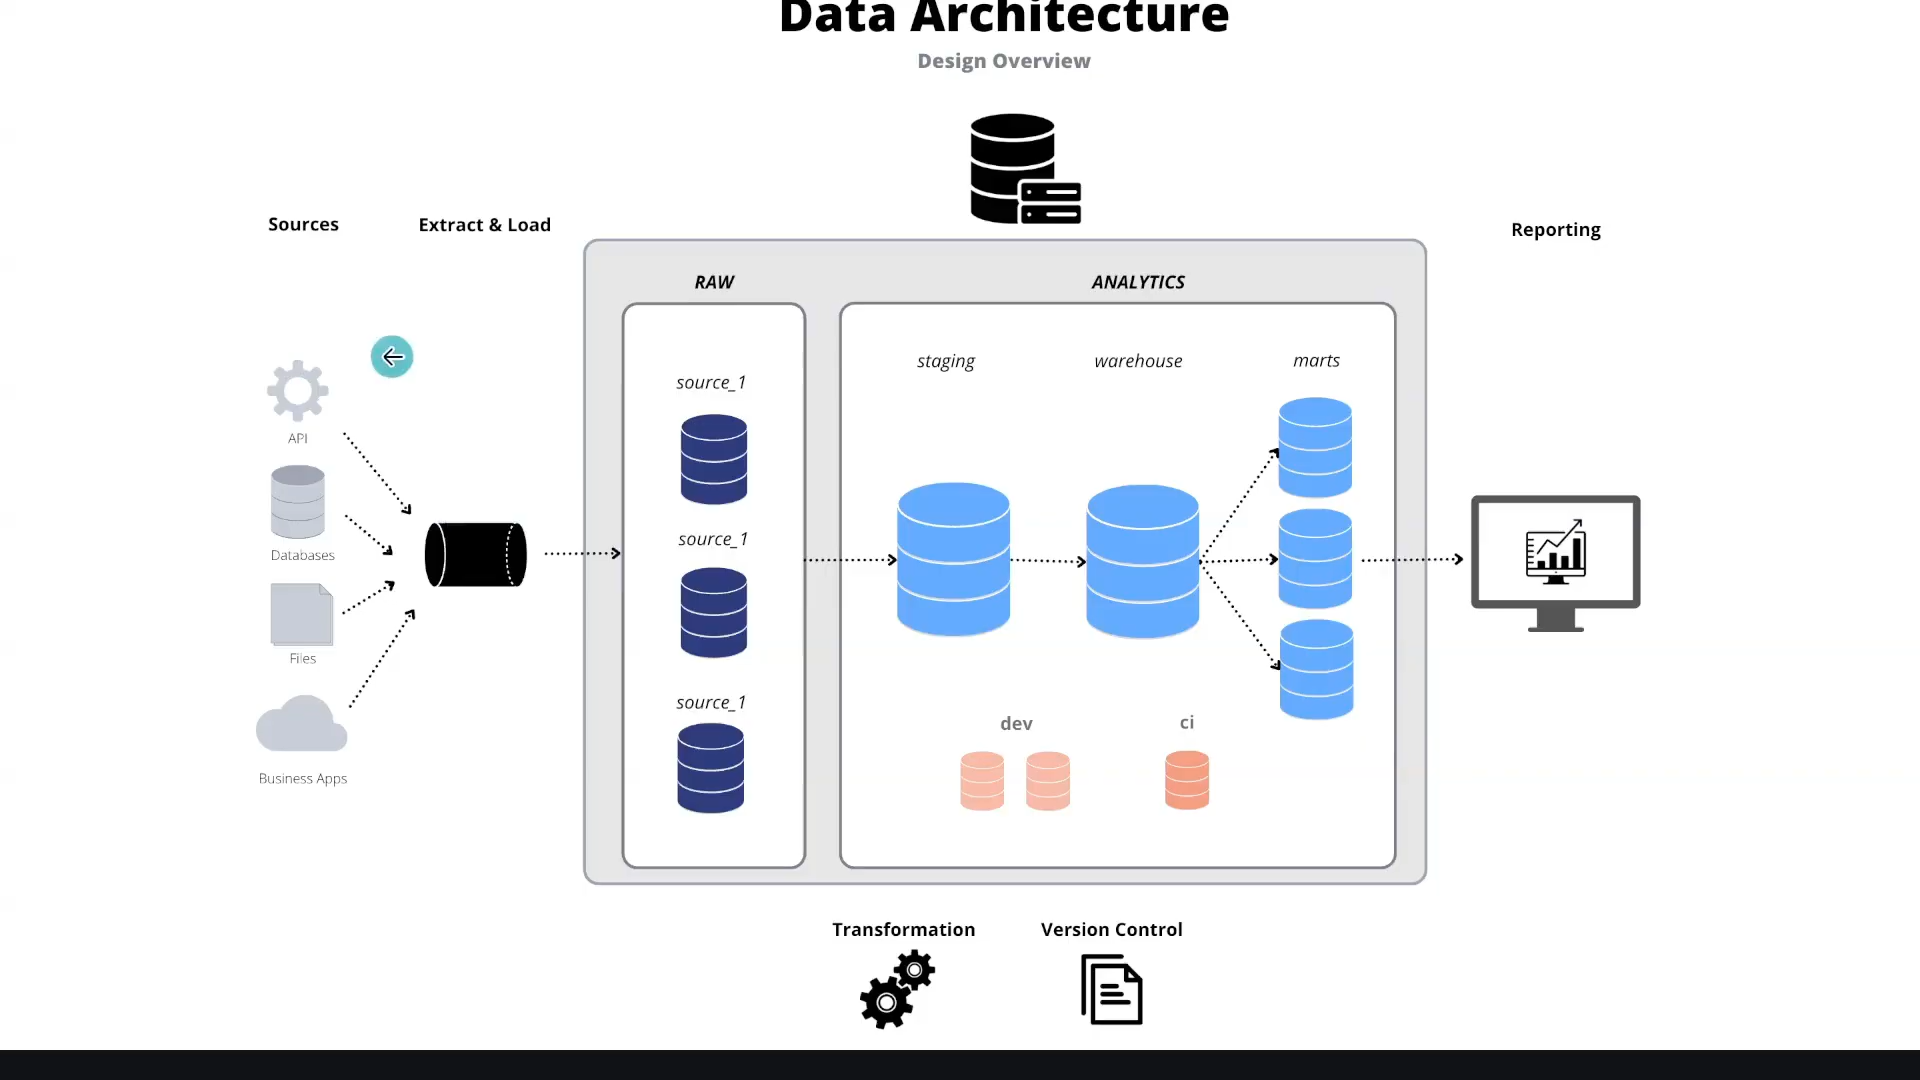 Data Architecture
Design Overview
Sources
Extract & Load
Reporting
RAW
ANALYTICS
staging
warehouse
marts
source_1
API
source_1
Databases
Files
source_1
dev
ci
Business Apps
Transformation
Version Control